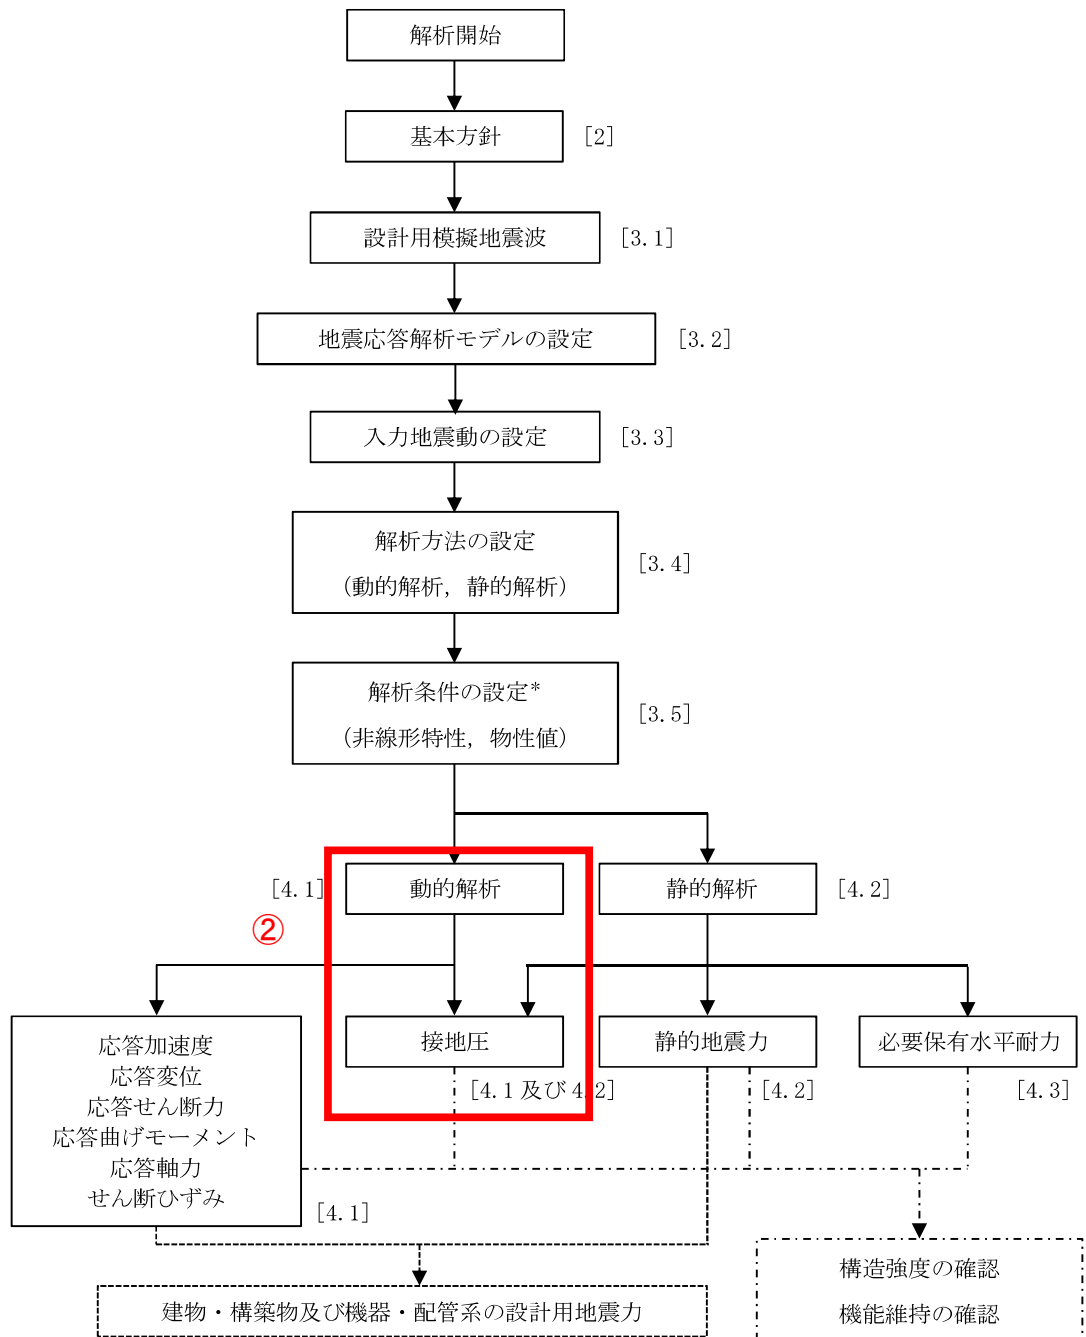 解析開始
基本方針
[2]
設計用模擬地震波
[3.1]
地震応答解析モデルの設定
[3.2]
入力地震動の設定
[3.3]
解析方法の設定
(動的解析，静的解析)
[3.4]
解析条件の設定*
(非線形特性，物性値)
[3.5]
[4.1]
動的解析
静的解析
[4.2]
②
応答加速度
応答変位
応答せん断力
応答曲げモーメント
応答軸力
せん断ひずみ
[4.1]
接地圧
[4.1 及び 4.2]
静的地震力
[4.2]
必要保有水平耐力
[4.3]
建物・構築物及び機器・配管系の設計用地震力
構造強度の確認
機能維持の確認